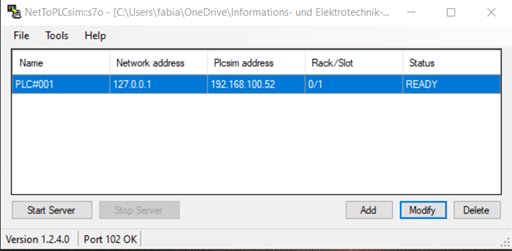 NetToPLCsim::s7o - [C:\Users\fabia\OneDrive\Informations- und Elektrotechnik-...
File Tools Help
Name Network address Plcsim address Rack/Slot Status
PLC#001 127.0.0.1 192.168.100.52 0/1 READY
Start Server Stop Server Add Modify Delete
Version 1.2.4.0 Port 102 OK